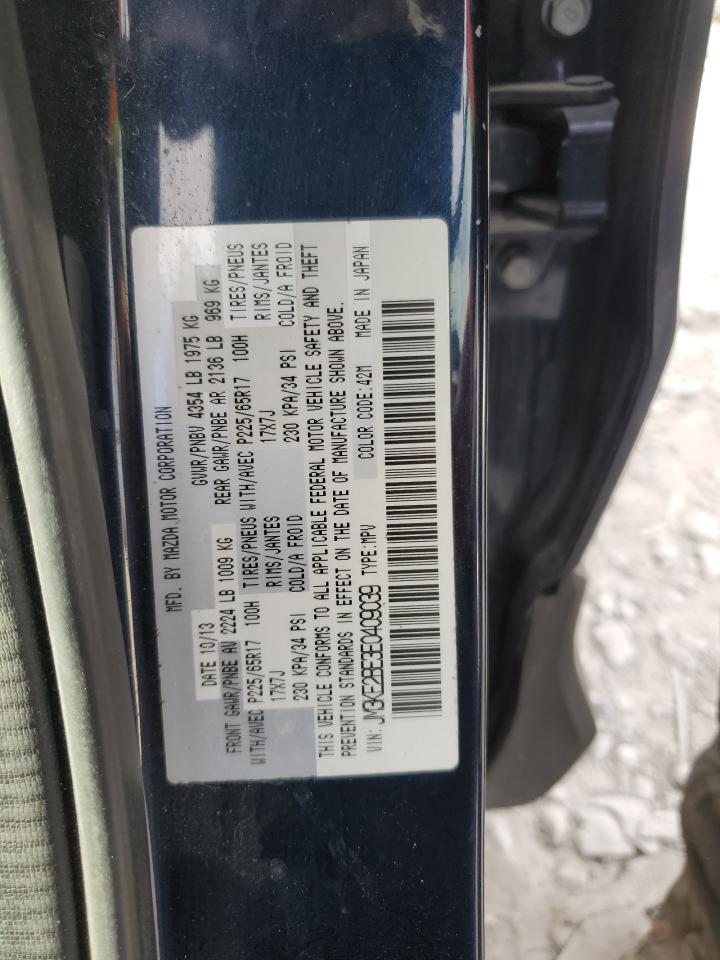 MFD. BY MAZDA MOTOR CORPORATION
DATE 10/13 GVWR/PNBV 4354 LB 1975 KG
FRONT GAWR/PNBE AV 2224 LB 1009 KG REAR GAWR/PNBE AR 2136 LB 969 KG
WITH/AVEC P225/65R17 100H TIRES/PNEUS WITH/AVEC P225/65R17 100H TIRES/PNEUS
17X7J RIMS/JANTES 17X7J RIMS/JANTES
230 KPA/34 PSI COLD/A FROID 230 KPA/34 PSI COLD/A FROID
THIS VEHICLE CONFORMS TO ALL APPLICABLE FEDERAL MOTOR VEHICLE SAFETY AND THEFT
PREVENTION STANDARDS IN EFFECT ON THE DATE OF MANUFACTURE SHOWN ABOVE.
VIN: JM3KE2BE3E0409039 TYPE:MPV COLOR CODE:42M MADE IN JAPAN